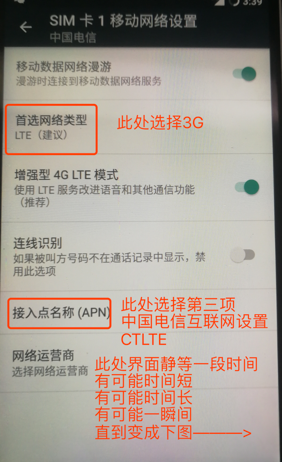 3:39
SIM 卡 1 移动网络设置
中国电信
移动数据网络漫游
漫游时连接到移动数据网络服务
首选网络类型
LTE（建议）
此处选择3G
增强型 4G LTE 模式
使用 LTE 服务改进语音和其他通信功能
（推荐）
连线识别
如果被叫方号码不在通话记录中显示，禁
用此选项
接入点名称 (APN)
此处选择第三项
中国电信互联网设置
CTLTE
网络运营商
选择网络运营商
此处界面静等一段时间
有可能时间短
有可能时间长
有可能一瞬间
直到变成下图———>